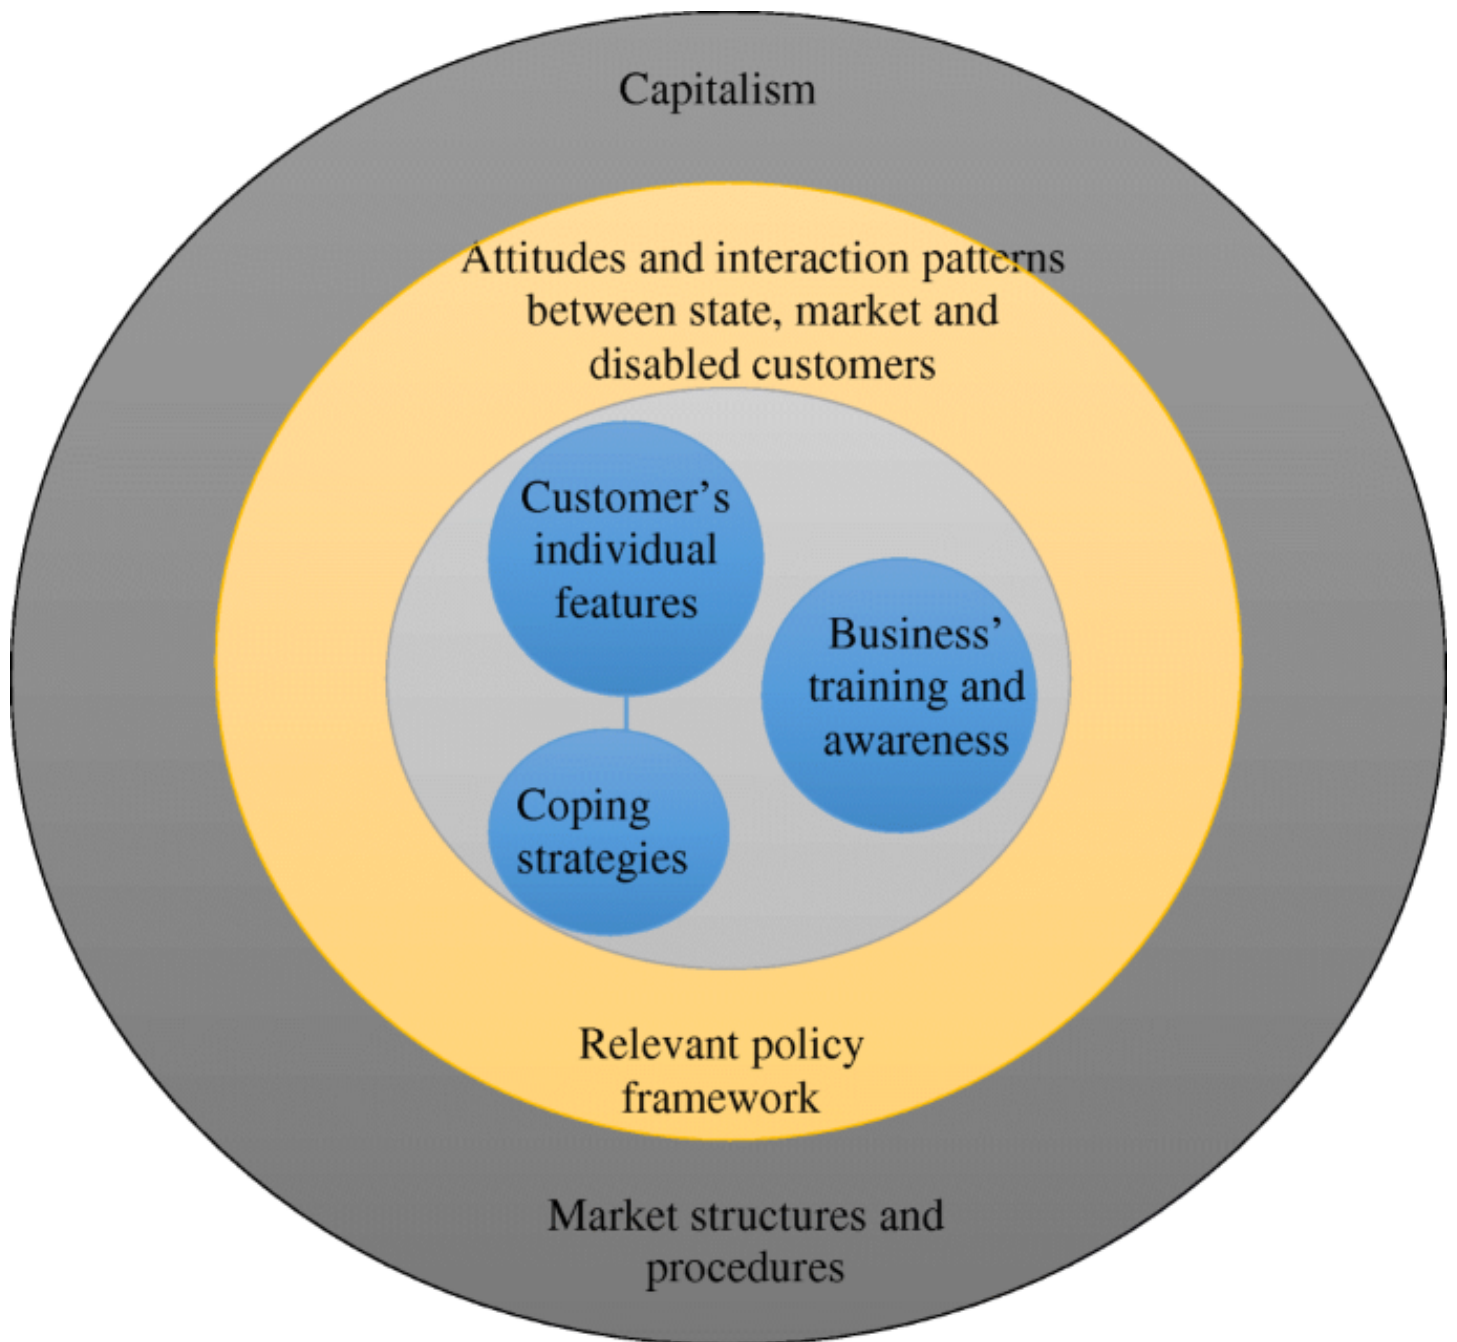 Capitalism
Attitudes and interaction patterns
between state, market and
disabled customers
Customer’s
individual
features
Business’
training and
awareness
Coping
strategies
Relevant policy
framework
Market structures and
procedures